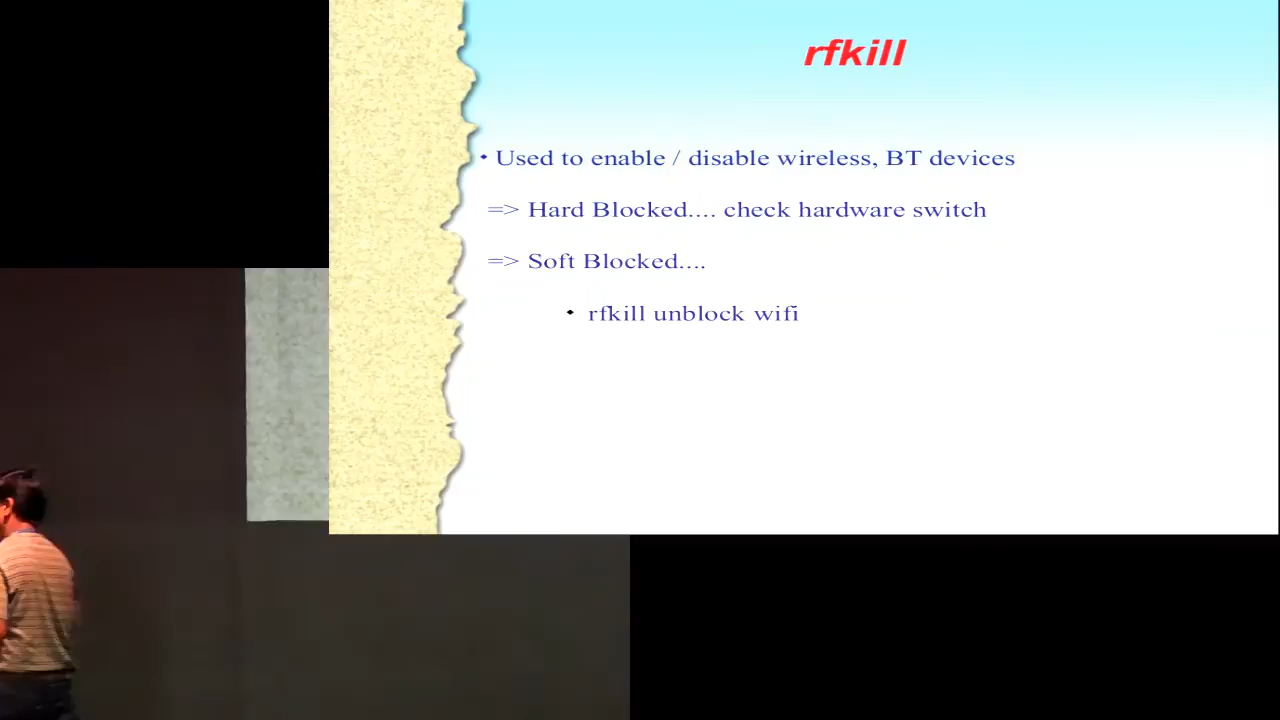 rfkill
• Used to enable / disable wireless, BT devices
=> Hard Blocked.... check hardware switch
=> Soft Blocked....
• rfkill unblock wifi